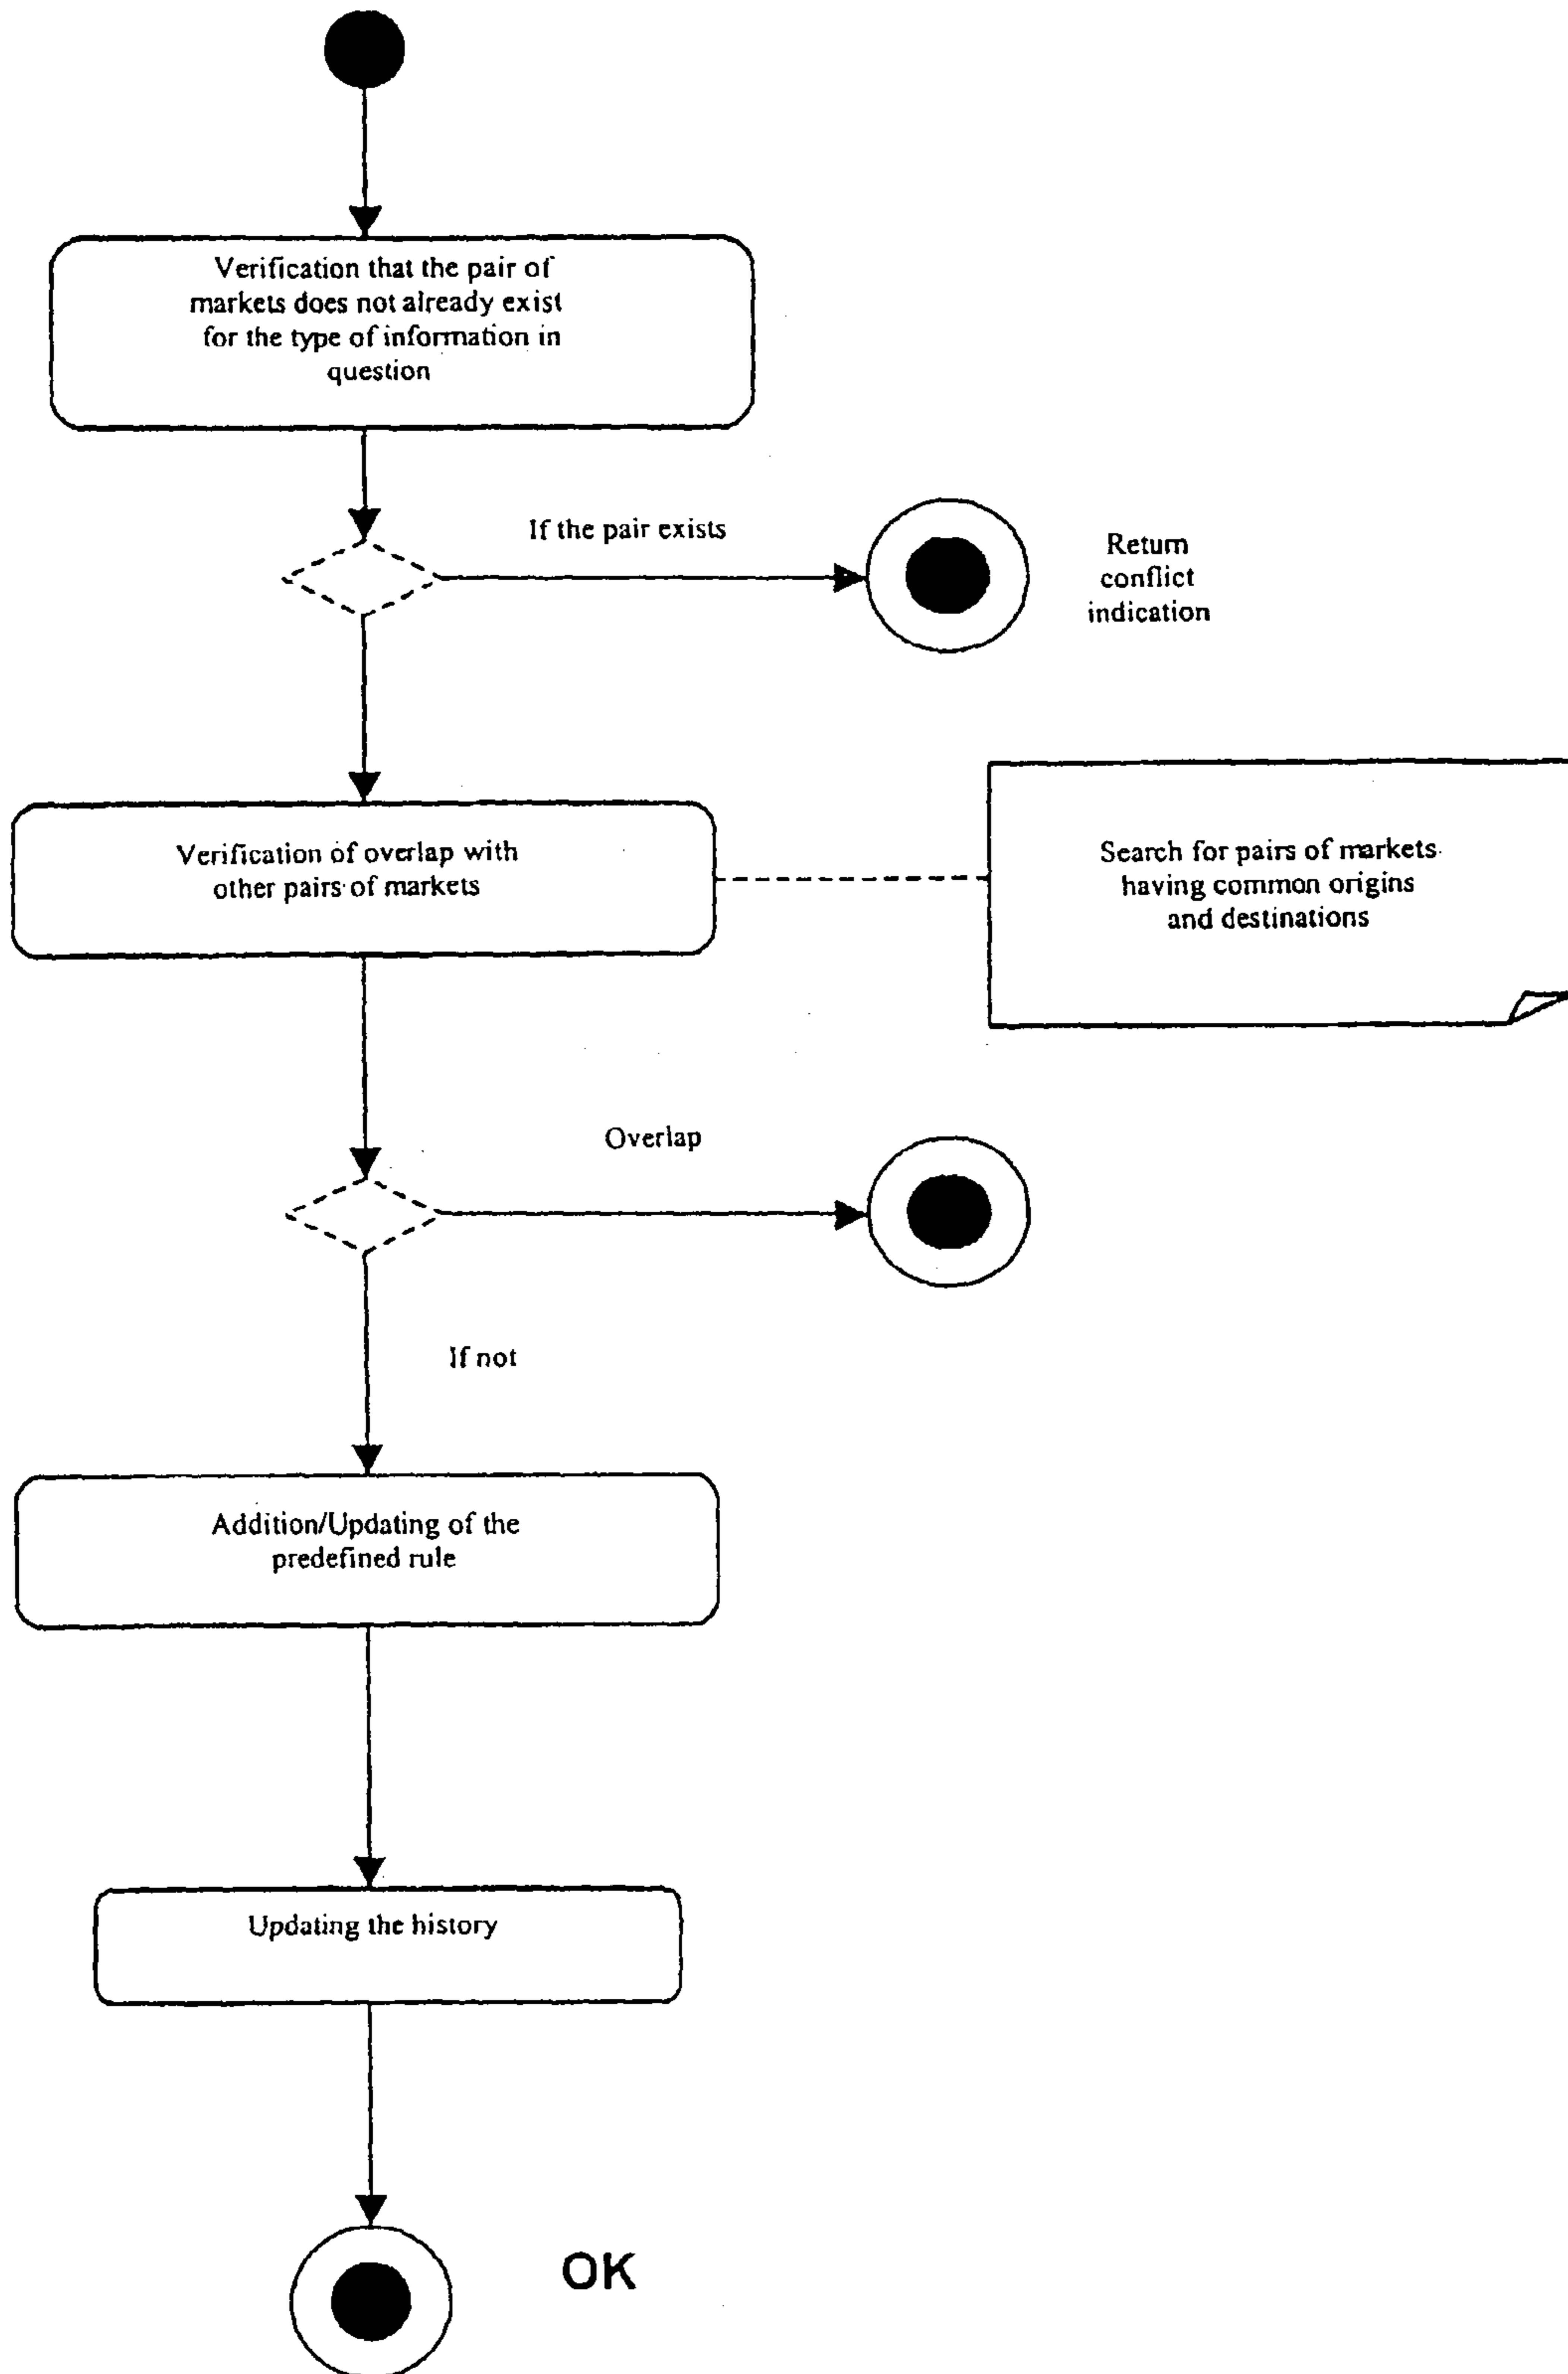 Verification that the pair of
markets does not already exist
for the type of information in
question
If the pair exists
Return
conflict
indication
Verification of overlap with
other pairs of markets
Search for pairs of markets
having common origins
and destinations
Overlap
If not
Addition/Updating of the
predefined rule
Updating the history
OK